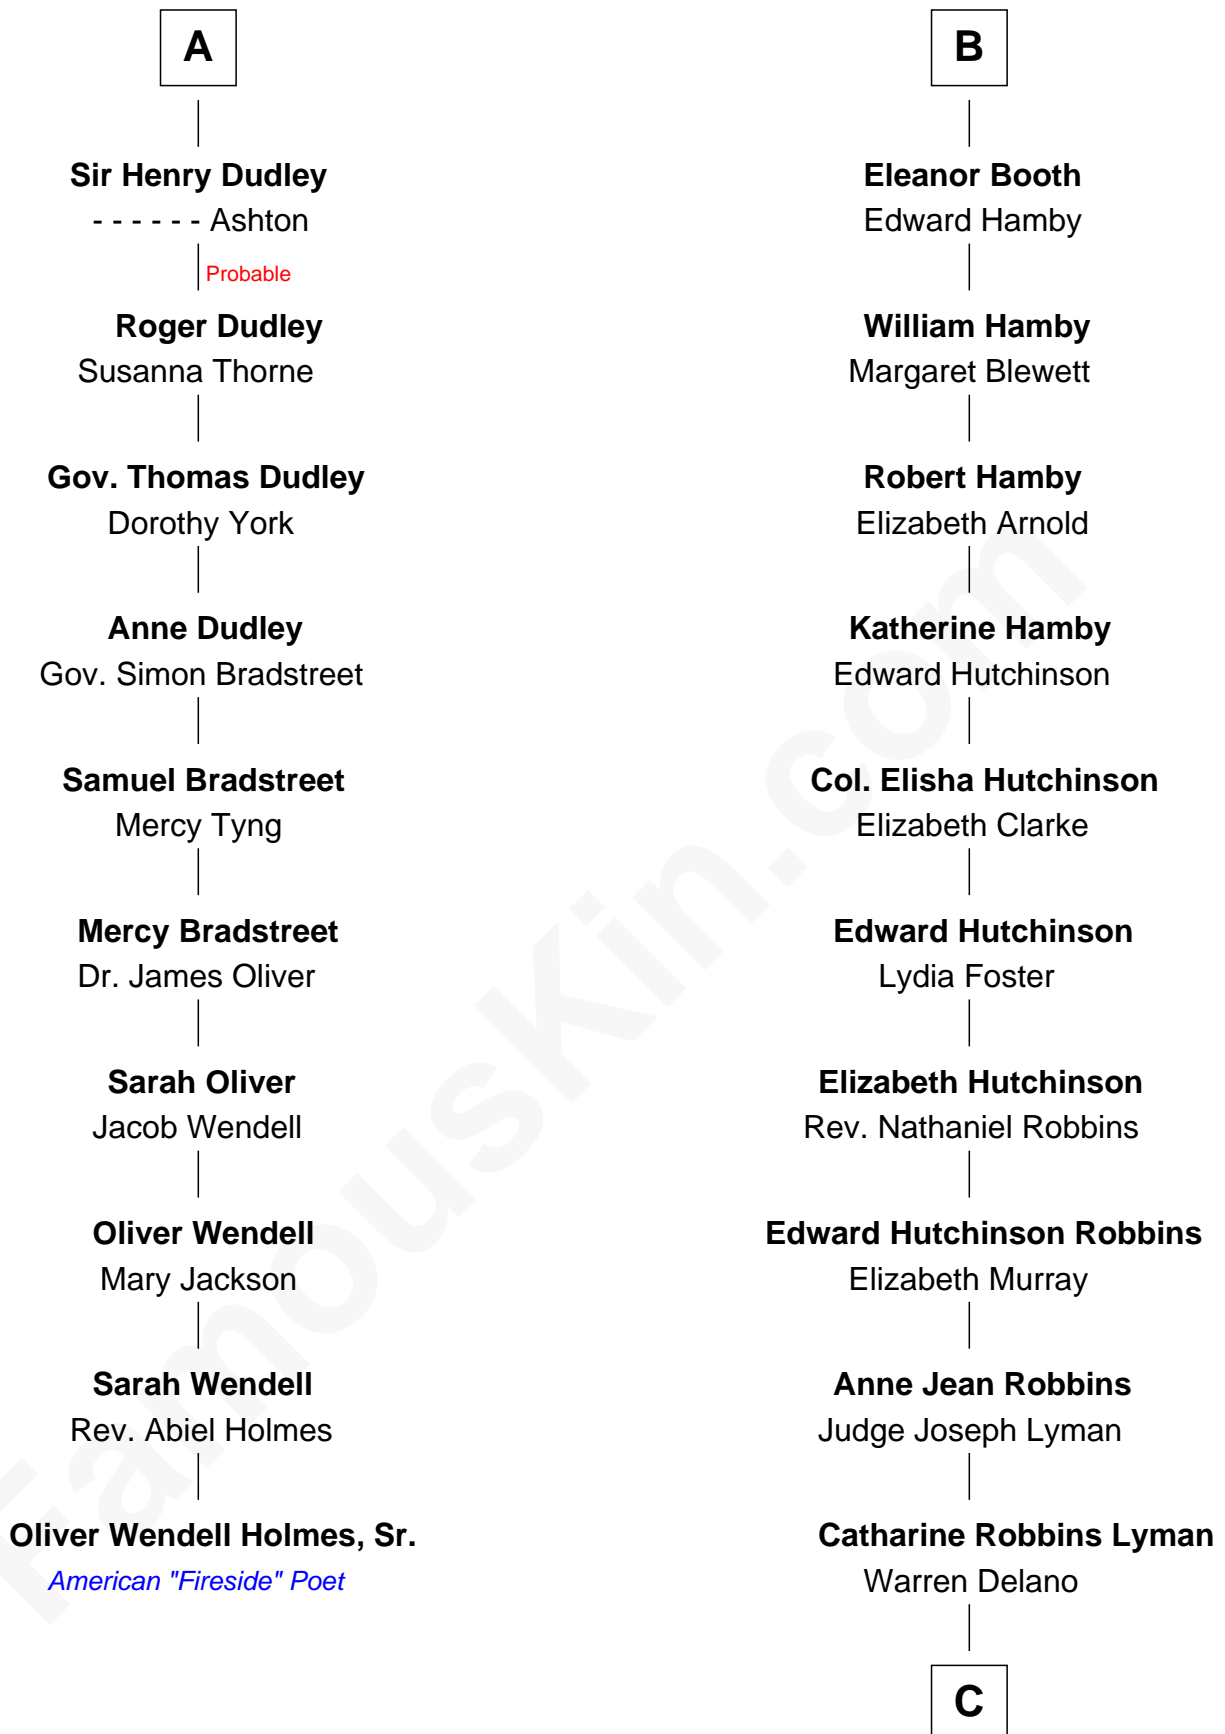 A
Sir Henry Dudley
- - - - - - Ashton
Probable
Roger Dudley
Susanna Thorne
Gov. Thomas Dudley
Dorothy York
Anne Dudley
Gov. Simon Bradstreet
Samuel Bradstreet
Mercy Tyng
Mercy Bradstreet
Dr. James Oliver
Sarah Oliver
Jacob Wendell
Oliver Wendell
Mary Jackson
Sarah Wendell
Rev. Abiel Holmes
Oliver Wendell Holmes, Sr.
American "Fireside" Poet
B
Eleanor Booth
Edward Hamby
William Hamby
Margaret Blewett
Robert Hamby
Elizabeth Arnold
Katherine Hamby
Edward Hutchinson
Col. Elisha Hutchinson
Elizabeth Clarke
Edward Hutchinson
Lydia Foster
Elizabeth Hutchinson
Rev. Nathaniel Robbins
Edward Hutchinson Robbins
Elizabeth Murray
Anne Jean Robbins
Judge Joseph Lyman
Catharine Robbins Lyman
Warren Delano
C
FamousKin.com